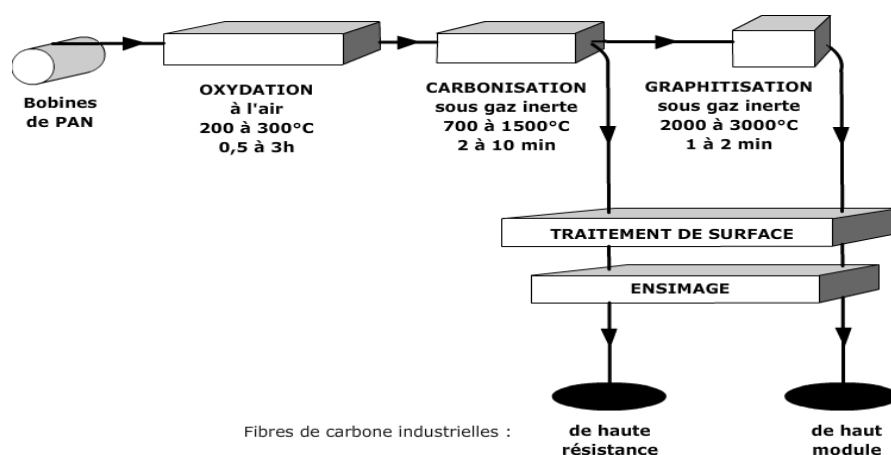 Bobines
de PAN
OXYDATION
à l'air
200 à 300°C
0,5 à 3h
CARBONISATION
sous gaz inerte
700 à 1500°C
2 à 10 min
GRAPHITISATION
sous gaz inerte
2000 à 3000°C
1 à 2 min
TRAITEMENT DE SURFACE
ENSIMAGE
Fibres de carbone industrielles :
de haute
résistance
de haut
module